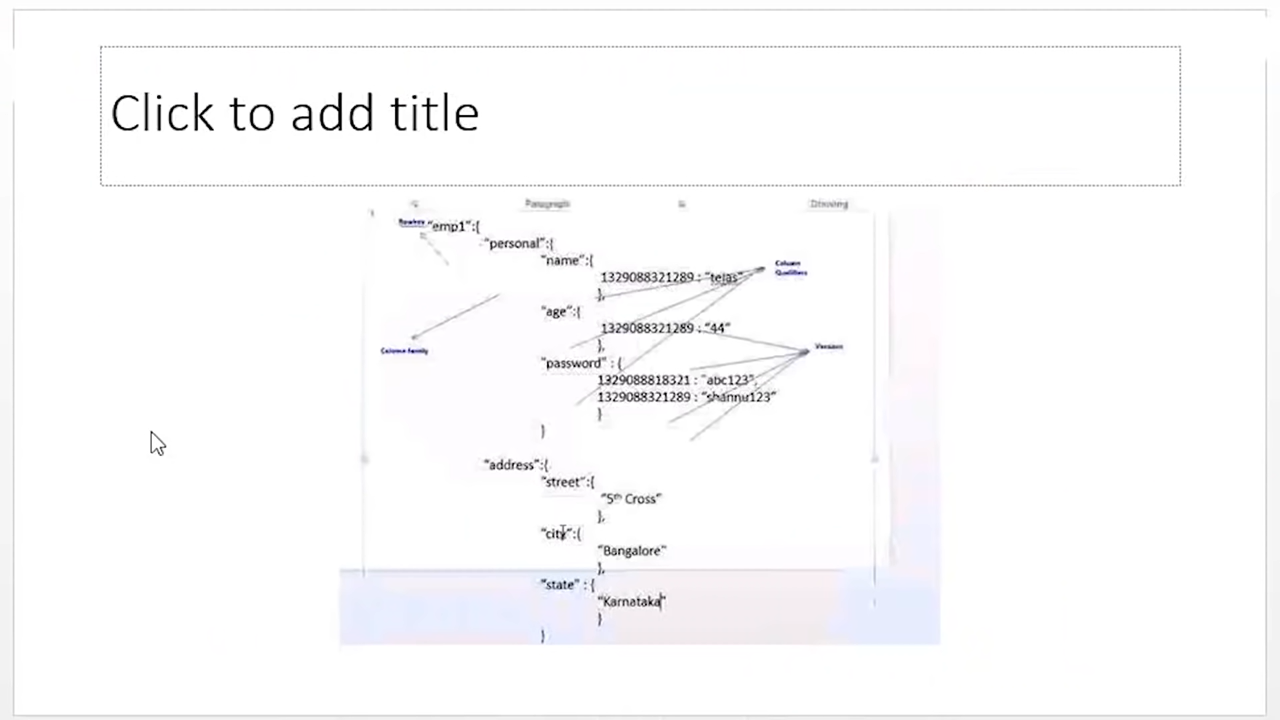 Click to add title
Paragraph
Drawing
Rowkey
"emp1":{
"personal":{
"name":{
1329088321289 : "tejas"
},
Column
Qualifiers
"age":{
1329088321289 : "44"
},
Version
Column family
"password" : {
1329088818321 : "abc123",
1329088321289 : "shannu123"
}
}
"address":{
"street":{
"5th Cross"
},
"city":{
"Bangalore"
},
"state" : {
"Karnataka"
}
}